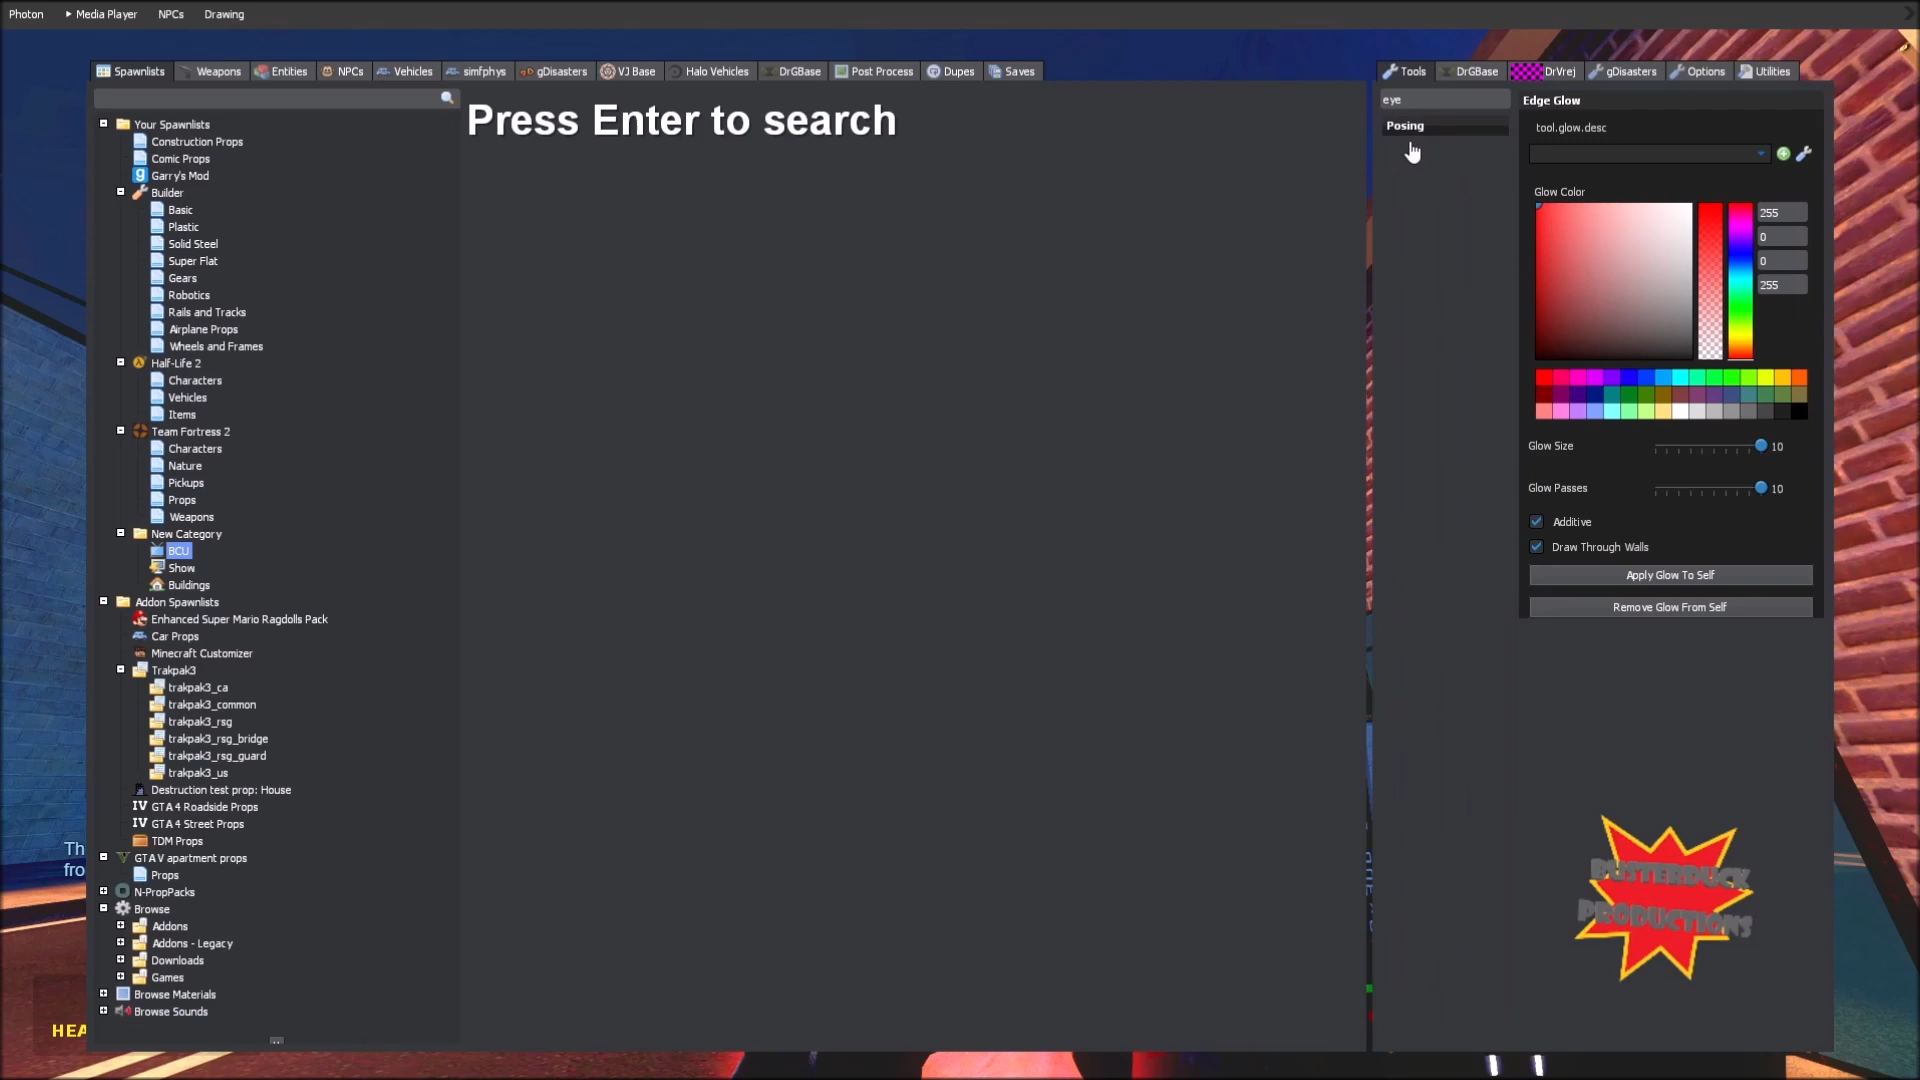 Photon
Media Player
NPCs
Drawing
Spawnlists
Weapons
Entities
NPCs
Vehicles
simfphys
gDisasters
VJ Base
Halo Vehicles
DrGBase
Post Process
Dupes
Saves
Tools
DrGBase
DrVrej
gDisasters
Options
Utilities
Press Enter to search
Your Spawnlists
Construction Props
Comic Props
Garry's Mod
Builder
Basic
Plastic
Solid Steel
Super Flat
Gears
Robotics
Rails and Tracks
Airplane Props
Wheels and Frames
Half-Life 2
Characters
Vehicles
Items
Team Fortress 2
Characters
Nature
Pickups
Props
Weapons
New Category
BCU
Show
Buildings
Addon Spawnlists
Enhanced Super Mario Ragdolls Pack
Car Props
Minecraft Customizer
Trakpak3
trakpak3_ca
trakpak3_common
trakpak3_rsg
trakpak3_rsg_bridge
trakpak3_rsg_guard
trakpak3_us
Destruction test prop: House
IV GTA 4 Roadside Props
IV GTA 4 Street Props
TDM Props
GTA V apartment props
Props
N-PropPacks
Browse
Addons
Addons - Legacy
Downloads
Games
Browse Materials
Browse Sounds
eye
Posing
Edge Glow
tool.glow.desc
Glow Color
255
0
0
255
Glow Size 10
Glow Passes 10
Additive
Draw Through Walls
Apply Glow To Self
Remove Glow From Self
BUSTERDUCK
PRODUCTIONS
Th
fro
HEA